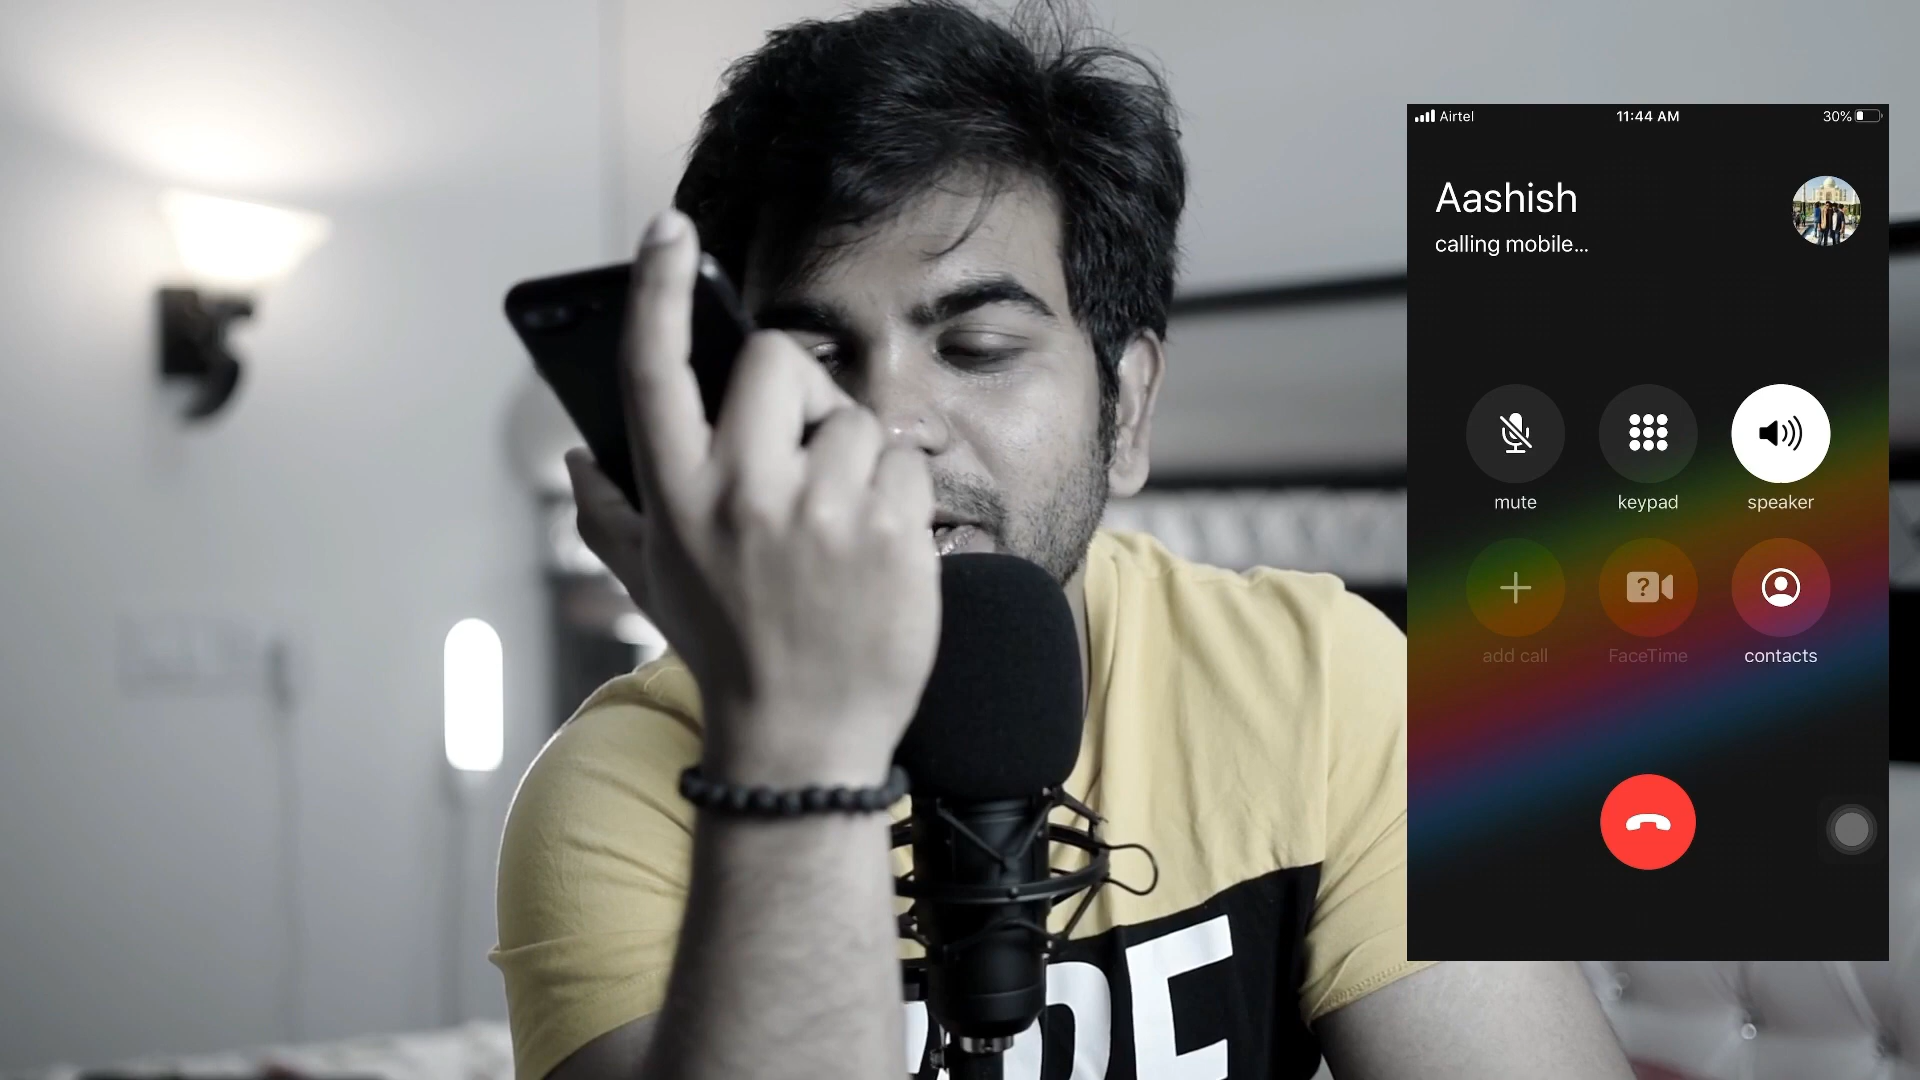 Airtel 11:44 AM 30%
Aashish
calling mobile...
mute keypad speaker
add call FaceTime contacts